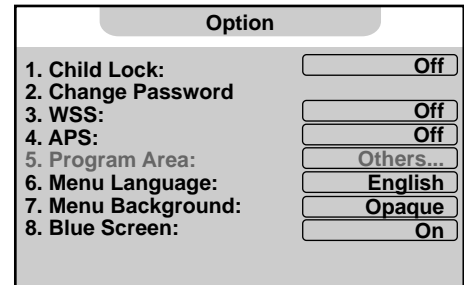 Option
1. Child Lock: Off
2. Change Password
3. WSS: Off
4. APS: Off
5. Program Area: Others...
6. Menu Language: English
7. Menu Background: Opaque
8. Blue Screen: On